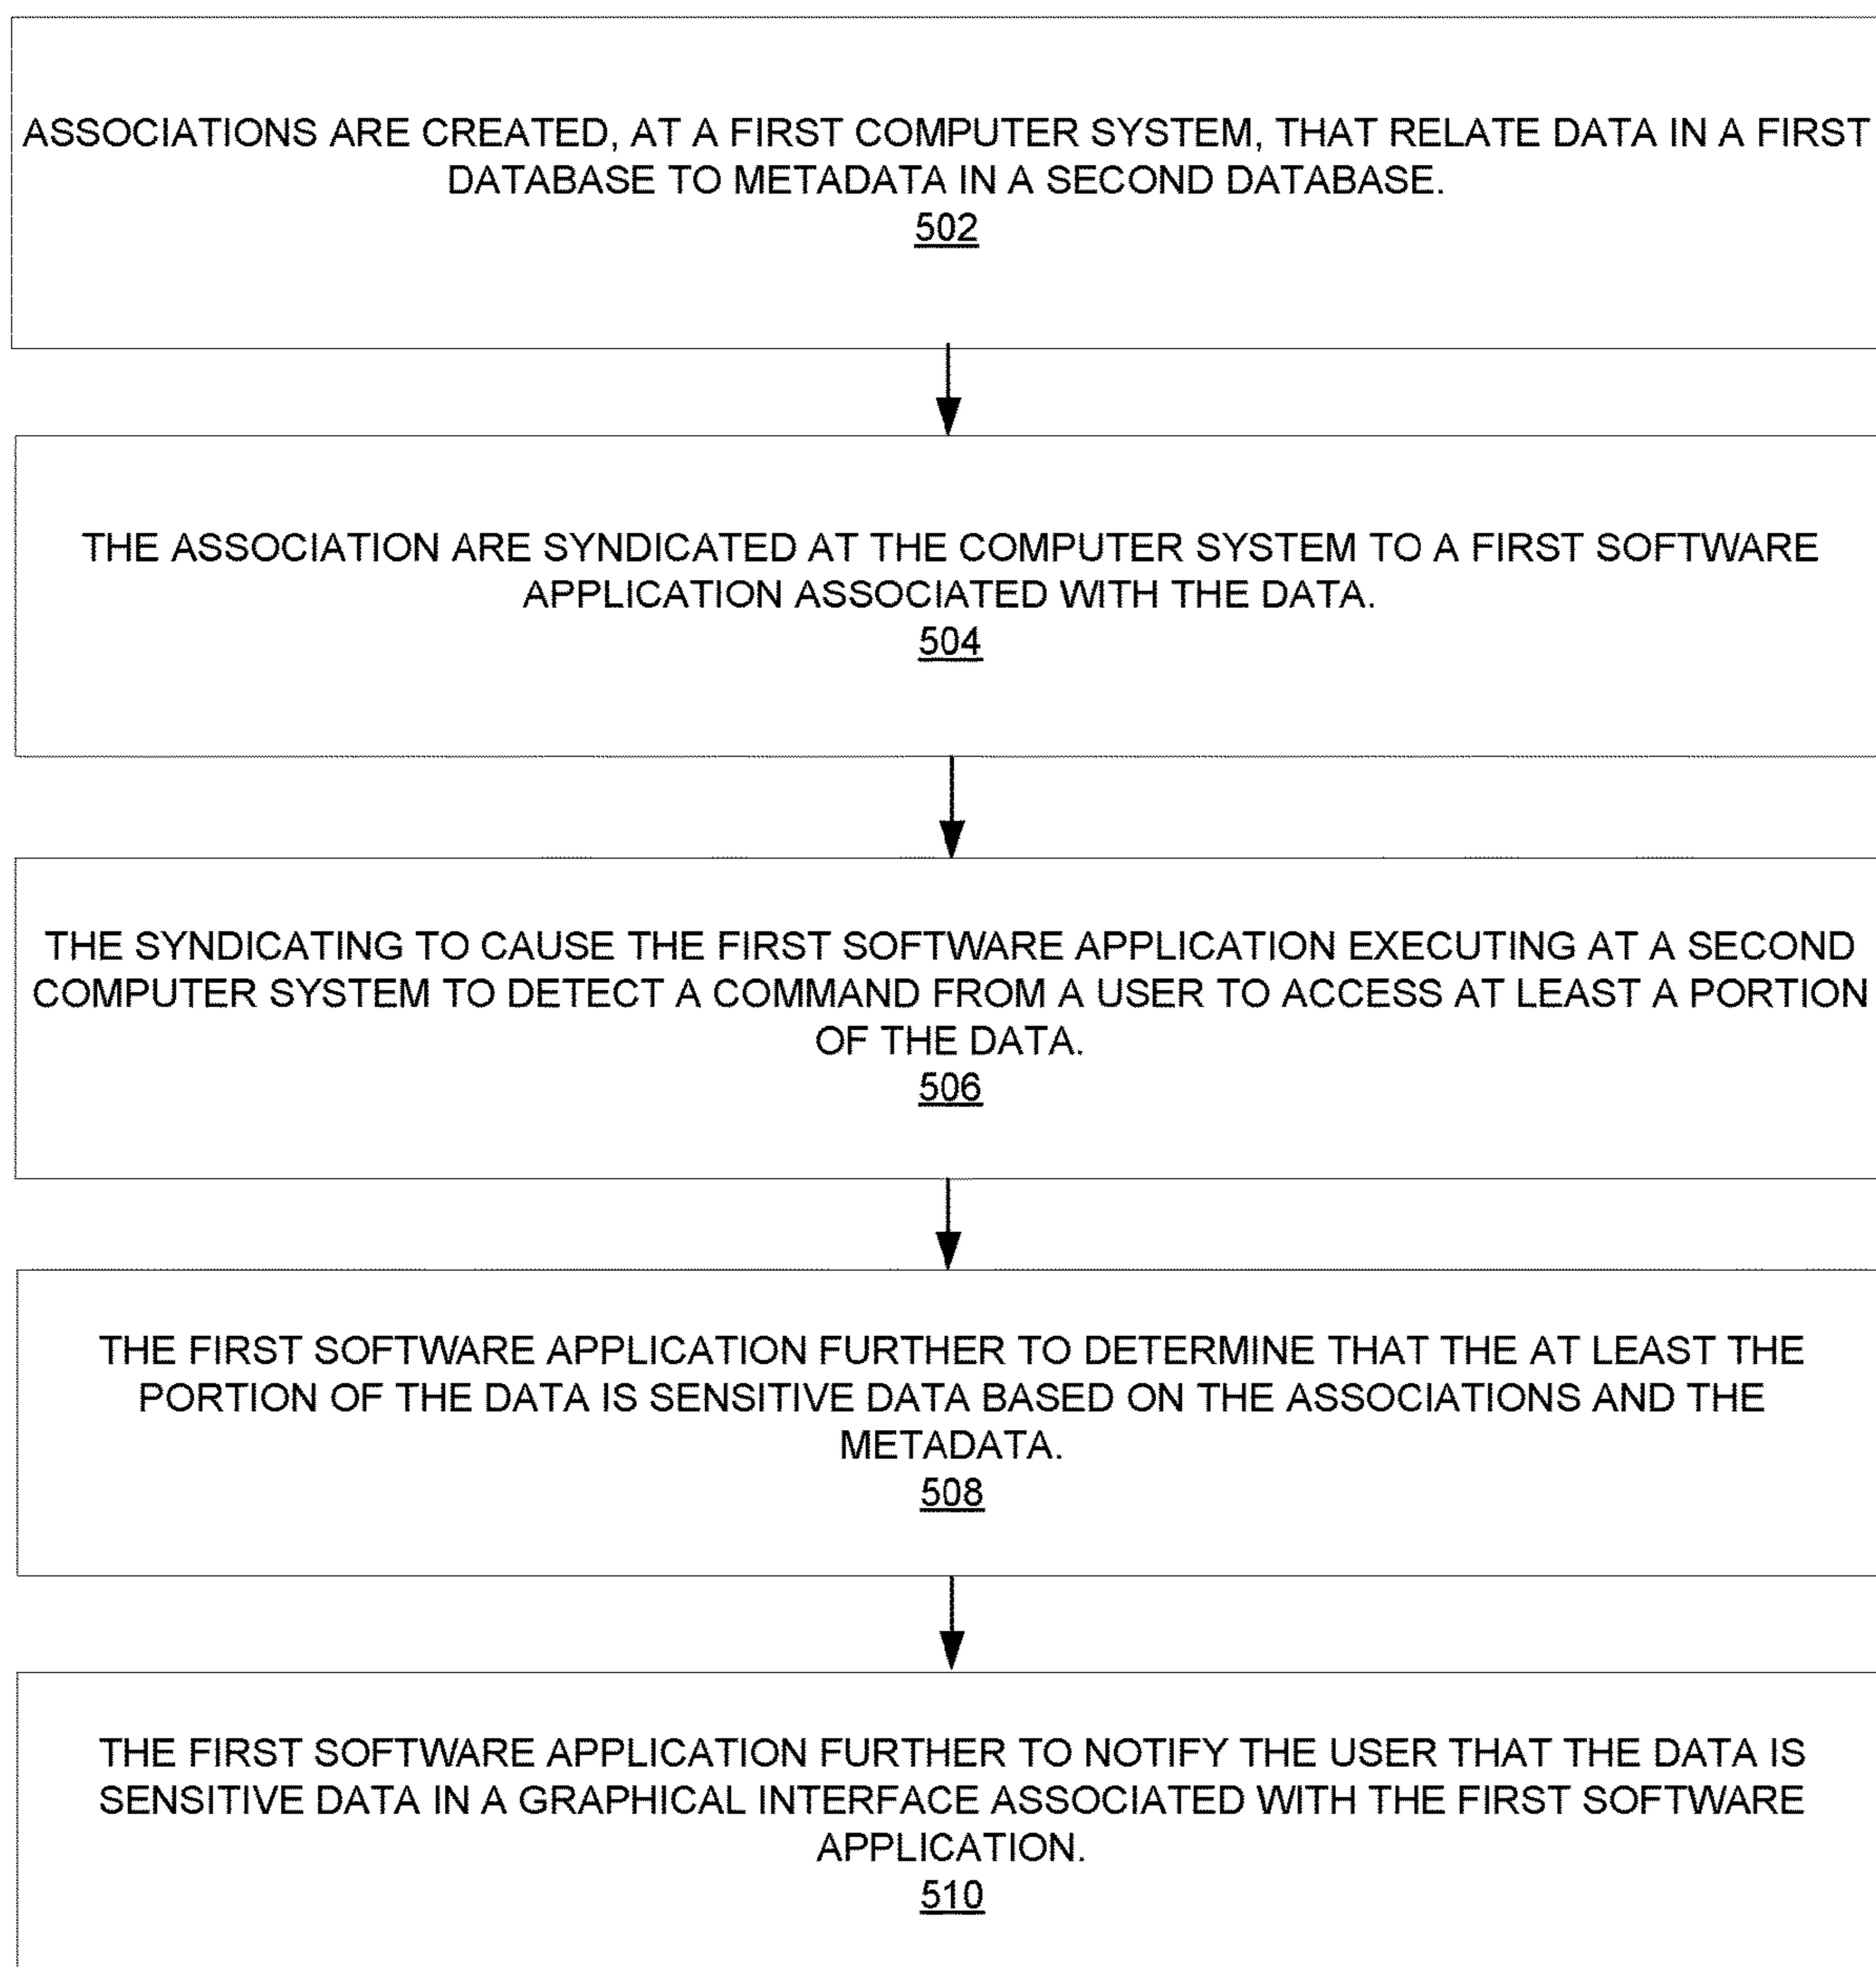 ASSOCIATIONS ARE CREATED, AT A FIRST COMPUTER SYSTEM, THAT RELATE DATA IN A FIRST
DATABASE TO METADATA IN A SECOND DATABASE.
502
THE ASSOCIATION ARE SYNDICATED AT THE COMPUTER SYSTEM TO A FIRST SOFTWARE
APPLICATION ASSOCIATED WITH THE DATA.
504
THE SYNDICATING TO CAUSE THE FIRST SOFTWARE APPLICATION EXECUTING AT A SECOND
COMPUTER SYSTEM TO DETECT A COMMAND FROM A USER TO ACCESS AT LEAST A PORTION
OF THE DATA.
506
THE FIRST SOFTWARE APPLICATION FURTHER TO DETERMINE THAT THE AT LEAST THE
PORTION OF THE DATA IS SENSITIVE DATA BASED ON THE ASSOCIATIONS AND THE
METADATA.
508
THE FIRST SOFTWARE APPLICATION FURTHER TO NOTIFY THE USER THAT THE DATA IS
SENSITIVE DATA IN A GRAPHICAL INTERFACE ASSOCIATED WITH THE FIRST SOFTWARE
APPLICATION.
510